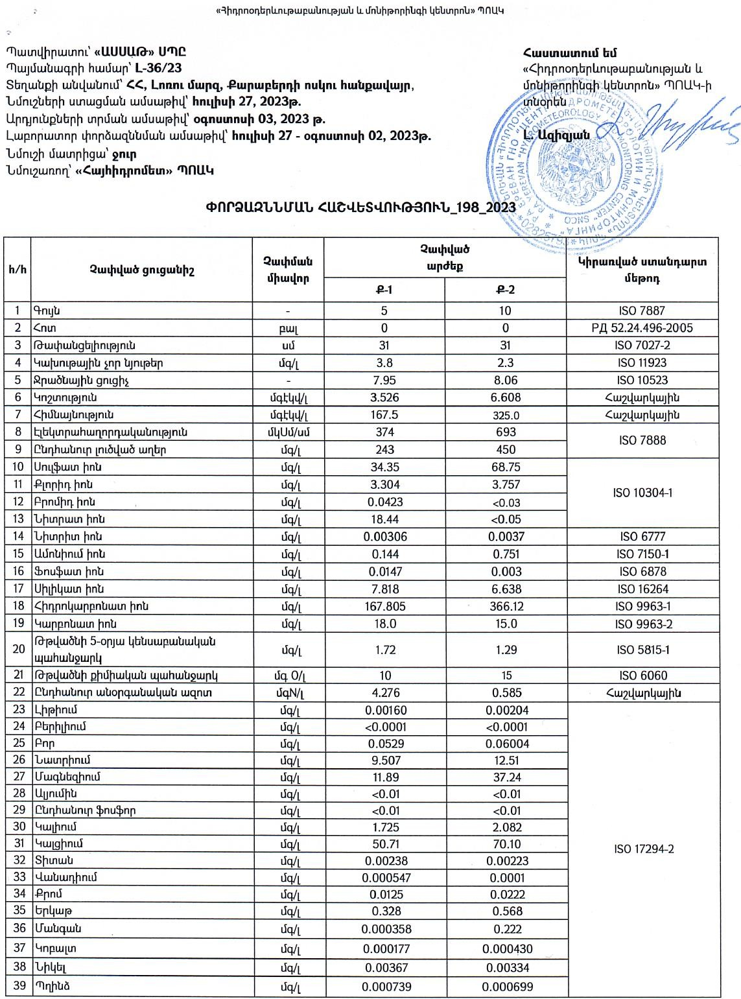 «Հիդրոօդերևութաբանության և մոնիթորինգի կենտրոն» ՊՈԱԿ
Պատվիրատու՝ «ԱՍՍԱԹ» ՍՊԸ
Պայմանագրի համար՝ L-36/23
Տեղանքի անվանում՝ ՀՀ, Լոռու մարզ, Քարաբերդի ոսկու հանքավայր,
Նմուշների ստացման ամսաթիվ՝ հուլիսի 27, 2023թ.
Արդյունքների տրման ամսաթիվ՝ օգոստոսի 03, 2023 թ.
Լաբորատոր փորձազննման ամսաթիվ՝ հուլիսի 27 - օգոստոսի 02, 2023թ.
Նմուշի մատրիցա՝ ջուր
Նմուշառող՝ «Հայհիդրոմետ» ՊՈԱԿ
Հաստատում եմ
«Հիդրոօդերևութաբանության և
մոնիթորինգի կենտրոն» ՊՈԱԿ-ի
տնօրեն
Լ. Ազիզյան
ՓՈՐՁԱԶՆՆՄԱՆ ՀԱՇՎԵՏՎՈՒԹՅՈՒՆ_198_2023
հ/հ Չափված ցուցանիշ Չափման միավոր Չափված արժեք Կիրառված ստանդարտ մեթոդ
Ք-1 Ք-2
1 Գույն - 5 10 ISO 7887
2 Հոտ բալ 0 0 РД 52.24.496-2005
3 Թափանցելիություն սմ 31 31 ISO 7027-2
4 Կախութային չոր նյութեր մգ/լ 3.8 2.3 ISO 11923
5 Ջրածնային ցուցիչ - 7.95 8.06 ISO 10523
6 Կոշտություն մգէկվ/լ 3.526 6.608 Հաշվարկային
7 Հիմնայնություն մգէկվ/լ 167.5 325.0 Հաշվարկային
8 Էլեկտրահաղորդականություն մկՍմ/սմ 374 693 ISO 7888
9 Ընդհանուր լուծված աղեր մգ/լ 243 450
10 Սուլֆատ իոն մգ/լ 34.35 68.75 ISO 10304-1
11 Քլորիդ իոն մգ/լ 3.304 3.757
12 Բրոմիդ իոն մգ/լ 0.0423 <0.03
13 Նիտրատ իոն մգ/լ 18.44 <0.05
14 Նիտրիտ իոն մգ/լ 0.00306 0.0037 ISO 6777
15 Ամոնիում իոն մգ/լ 0.144 0.751 ISO 7150-1
16 Ֆոսֆատ իոն մգ/լ 0.0147 0.003 ISO 6878
17 Սիլիկատ իոն մգ/լ 7.818 6.638 ISO 16264
18 Հիդրոկարբոնատ իոն մգ/լ 167.805 366.12 ISO 9963-1
19 Կարբոնատ իոն մգ/լ 18.0 15.0 ISO 9963-2
20 Թթվածնի 5-օրյա կենսաբանական պահանջարկ մգ/լ 1.72 1.29 ISO 5815-1
21 Թթվածնի քիմիական պահանջարկ մգ Օ/լ 10 15 ISO 6060
22 Ընդհանուր անօրգանական ազոտ մգN/լ 4.276 0.585 Հաշվարկային
23 Լիթիում մգ/լ 0.00160 0.00204 ISO 17294-2
24 Բերիլիում մգ/լ <0.0001 <0.0001
25 Բոր մգ/լ 0.0529 0.06004
26 Նատրիում մգ/լ 9.507 12.51
27 Մագնեզիում մգ/լ 11.89 37.24
28 Ալյումին մգ/լ <0.01 <0.01
29 Ընդհանուր ֆոսֆոր մգ/լ <0.01 <0.01
30 Կալիում մգ/լ 1.725 2.082
31 Կալցիում մգ/լ 50.71 70.10
32 Տիտան մգ/լ 0.00238 0.00223
33 Վանադիում մգ/լ 0.000547 0.0001
34 Քրոմ մգ/լ 0.0125 0.0222
35 Երկաթ մգ/լ 0.328 0.568
36 Մանգան մգ/լ 0.000358 0.222
37 Կոբալտ մգ/լ 0.000177 0.000430
38 Նիկել մգ/լ 0.00367 0.00334
39 Պղինձ մգ/լ 0.000739 0.000699